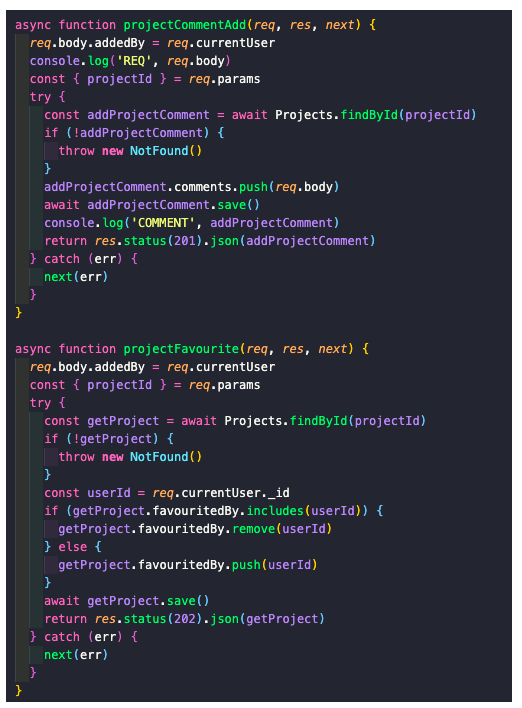 async function projectCommentAdd(req, res, next) {
req.body.addedBy = req.currentUser
console.log('REQ', req.body)
const { projectId } = req.params
try {
const addProjectComment = await Projects.findById(projectId)
if (!addProjectComment) {
throw new NotFound()
}
addProjectComment.comments.push(req.body)
await addProjectComment.save()
console.log('COMMENT', addProjectComment)
return res.status(201).json(addProjectComment)
} catch (err) {
next(err)
}
}
async function projectFavourite(req, res, next) {
req.body.addedBy = req.currentUser
const { projectId } = req.params
try {
const getProject = await Projects.findById(projectId)
if (!getProject) {
throw new NotFound()
}
const userId = req.currentUser._id
if (getProject.favouritedBy.includes(userId)) {
getProject.favouritedBy.remove(userId)
} else {
getProject.favouritedBy.push(userId)
}
await getProject.save()
return res.status(202).json(getProject)
} catch (err) {
next(err)
}
}